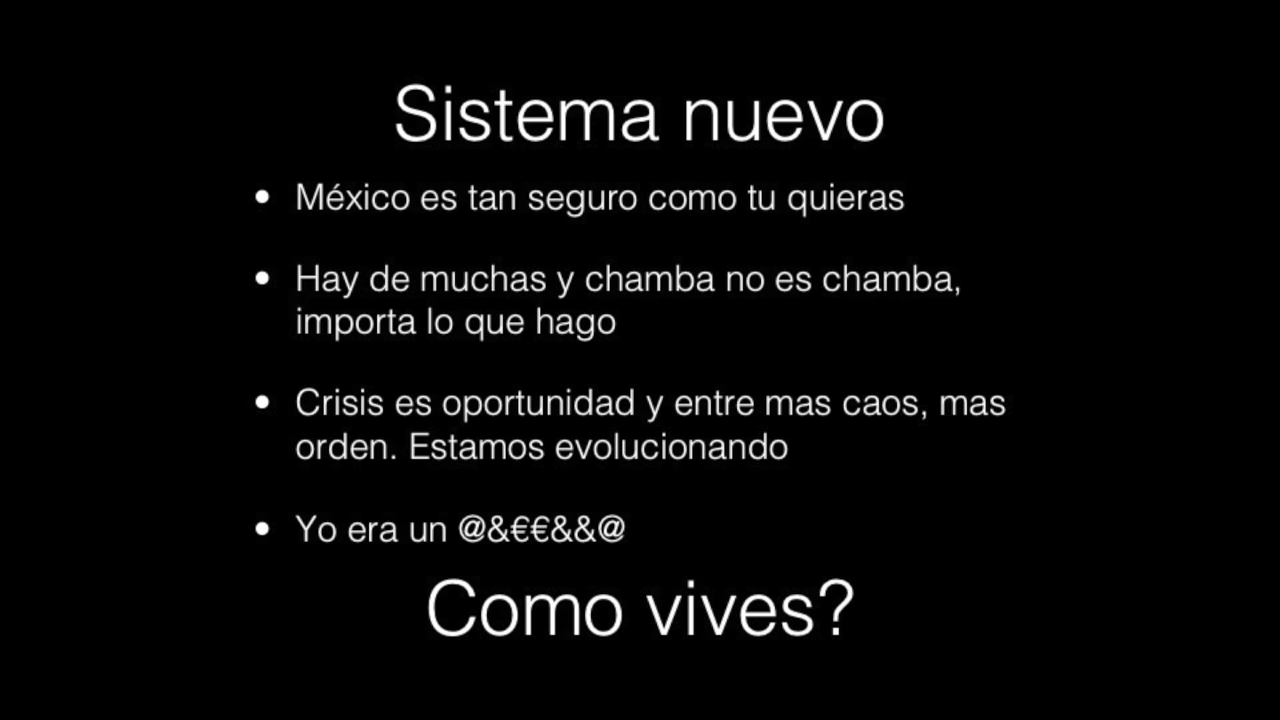 Sistema nuevo
• México es tan seguro como tu quieras
• Hay de muchas y chamba no es chamba,
importa lo que hago
• Crisis es oportunidad y entre mas caos, mas
orden. Estamos evolucionando
• Yo era un @&€€&&@
Como vives?